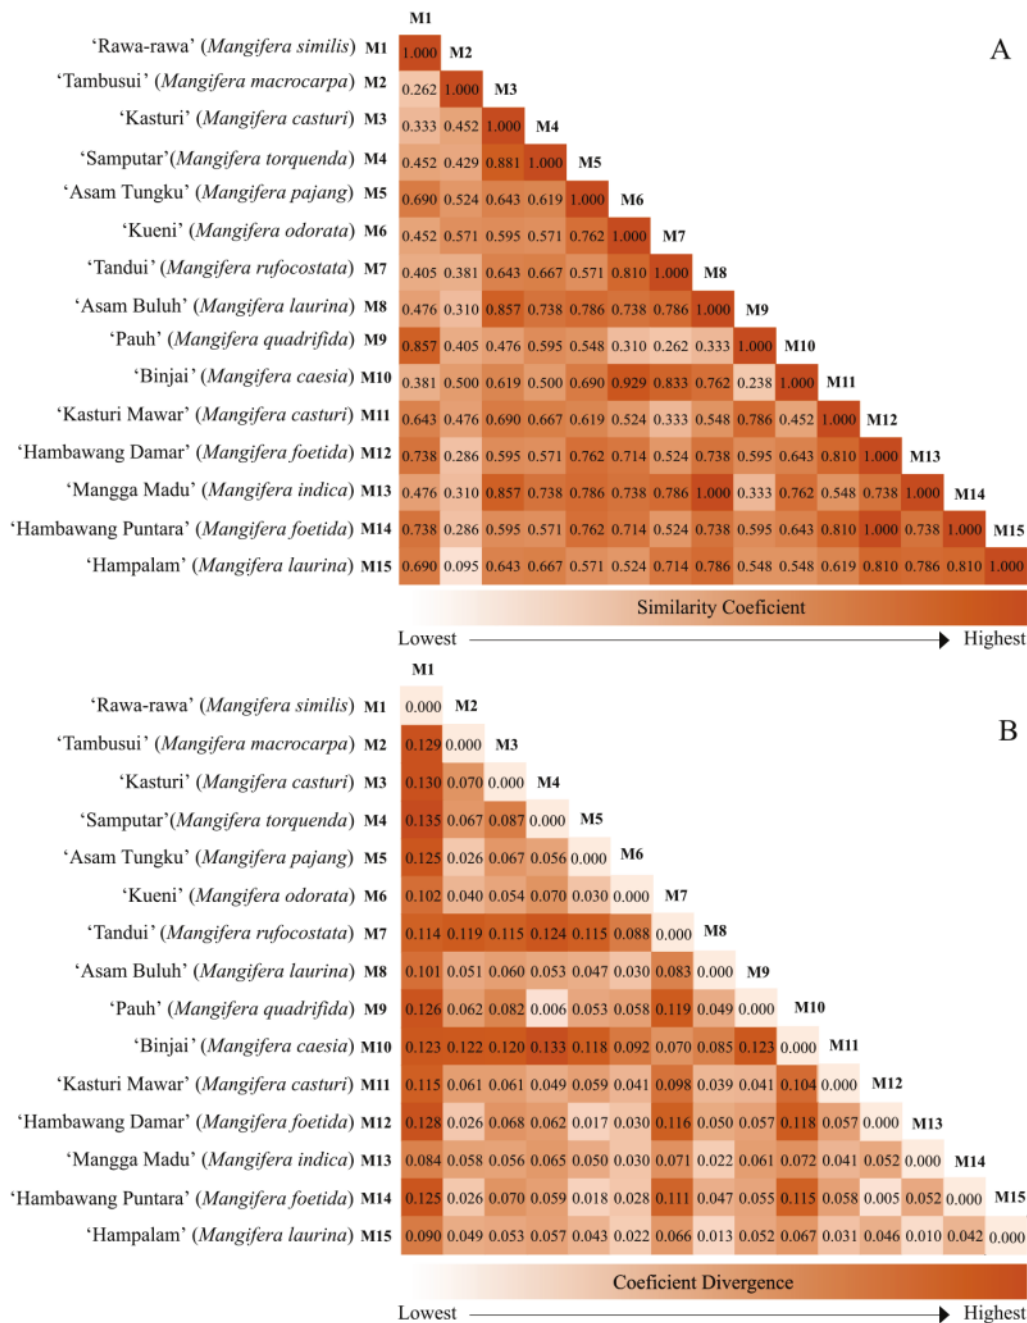 M1
A
'Rawa-rawa' (Mangifera similis) M1 1.000 M2
'Tambusui' (Mangifera macrocarpa) M2 0.262 1.000 M3
'Kasturi' (Mangifera casturi) M3 0.333 0.452 1.000 M4
'Samputar'(Mangifera torquenda) M4 0.452 0.429 0.881 1.000 M5
'Asam Tungku' (Mangifera pajang) M5 0.690 0.524 0.643 0.619 1.000 M6
'Kueni' (Mangifera odorata) M6 0.452 0.571 0.595 0.571 0.762 1.000 M7
'Tandui' (Mangifera rufocostata) M7 0.405 0.381 0.643 0.667 0.571 0.810 1.000 M8
'Asam Buluh' (Mangifera laurina) M8 0.476 0.310 0.857 0.738 0.786 0.738 0.786 1.000 M9
'Pauh' (Mangifera quadrifida) M9 0.857 0.405 0.476 0.595 0.548 0.310 0.262 0.333 1.000 M10
'Binjai' (Mangifera caesia) M10 0.381 0.500 0.619 0.500 0.690 0.929 0.833 0.762 0.238 1.000 M11
'Kasturi Mawar' (Mangifera casturi) M11 0.643 0.476 0.690 0.667 0.619 0.524 0.333 0.548 0.786 0.452 1.000 M12
'Hambawang Damar' (Mangifera foetida) M12 0.738 0.286 0.595 0.571 0.762 0.714 0.524 0.738 0.595 0.643 0.810 1.000 M13
'Mangga Madu' (Mangifera indica) M13 0.476 0.310 0.857 0.738 0.786 0.738 0.786 1.000 0.333 0.762 0.548 0.738 1.000 M14
'Hambawang Puntara' (Mangifera foetida) M14 0.738 0.286 0.595 0.571 0.762 0.714 0.524 0.738 0.595 0.643 0.810 1.000 0.738 1.000 M15
'Hampalam' (Mangifera laurina) M15 0.690 0.095 0.643 0.667 0.571 0.524 0.714 0.786 0.548 0.548 0.619 0.810 0.786 0.810 1.000
Similarity Coeficient
Lowest Highest
M1
B
'Rawa-rawa' (Mangifera similis) M1 0.000 M2
'Tambusui' (Mangifera macrocarpa) M2 0.129 0.000 M3
'Kasturi' (Mangifera casturi) M3 0.130 0.070 0.000 M4
'Samputar'(Mangifera torquenda) M4 0.135 0.067 0.087 0.000 M5
'Asam Tungku' (Mangifera pajang) M5 0.125 0.026 0.067 0.056 0.000 M6
'Kueni' (Mangifera odorata) M6 0.102 0.040 0.054 0.070 0.030 0.000 M7
'Tandui' (Mangifera rufocostata) M7 0.114 0.119 0.115 0.124 0.115 0.088 0.000 M8
'Asam Buluh' (Mangifera laurina) M8 0.101 0.051 0.060 0.053 0.047 0.030 0.083 0.000 M9
'Pauh' (Mangifera quadrifida) M9 0.126 0.062 0.082 0.006 0.053 0.058 0.119 0.049 0.000 M10
'Binjai' (Mangifera caesia) M10 0.123 0.122 0.120 0.133 0.118 0.092 0.070 0.085 0.123 0.000 M11
'Kasturi Mawar' (Mangifera casturi) M11 0.115 0.061 0.061 0.049 0.059 0.041 0.098 0.039 0.041 0.104 0.000 M12
'Hambawang Damar' (Mangifera foetida) M12 0.128 0.026 0.068 0.062 0.017 0.030 0.116 0.050 0.057 0.118 0.057 0.000 M13
'Mangga Madu' (Mangifera indica) M13 0.084 0.058 0.056 0.065 0.050 0.030 0.071 0.022 0.061 0.072 0.041 0.052 0.000 M14
'Hambawang Puntara' (Mangifera foetida) M14 0.125 0.026 0.070 0.059 0.018 0.028 0.111 0.047 0.055 0.115 0.058 0.005 0.052 0.000 M15
'Hampalam' (Mangifera laurina) M15 0.090 0.049 0.053 0.057 0.043 0.022 0.066 0.013 0.052 0.067 0.031 0.046 0.010 0.042 0.000
Coeficient Divergence
Lowest Highest